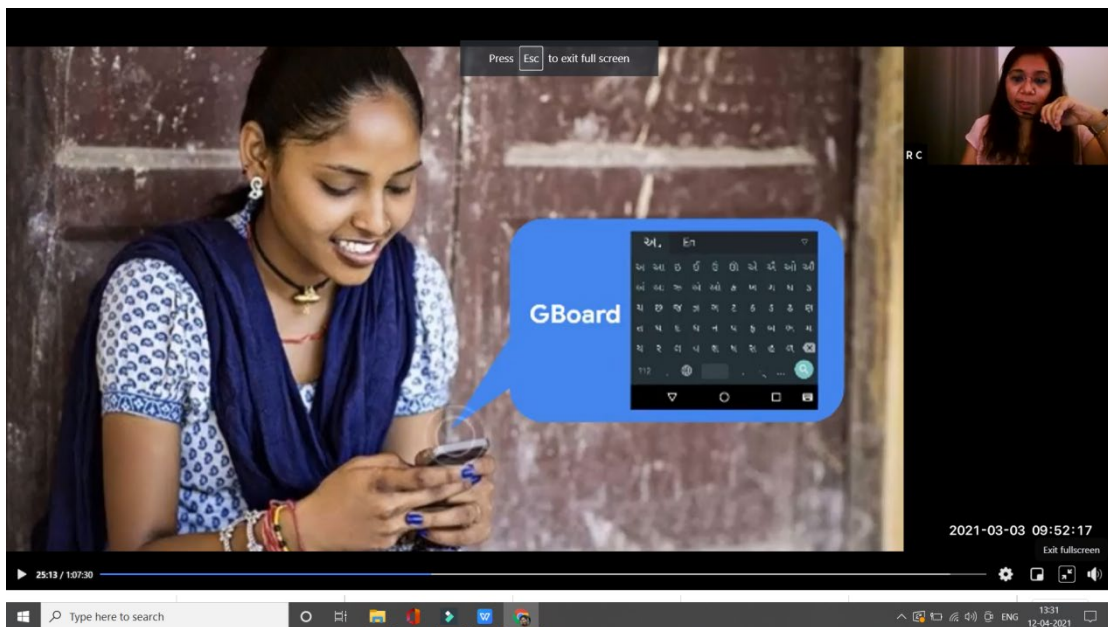 Press Esc to exit full screen
R C
GBoard
અ. En
અ આ ઇ ઈ ઉ ઊ એ ઍ ઓ ઔ
ચ છ જ ઝ ઞ ટ ઠ ડ ઢ ણ
ત થ દ ધ ન પ ફ બ ભ મ
ય ર લ વ શ ષ સ હ ળ
2021-03-03 09:52:17
Exit fullscreen
25:13 / 1:07:30
Type here to search
ENG
13:31
12-04-2021